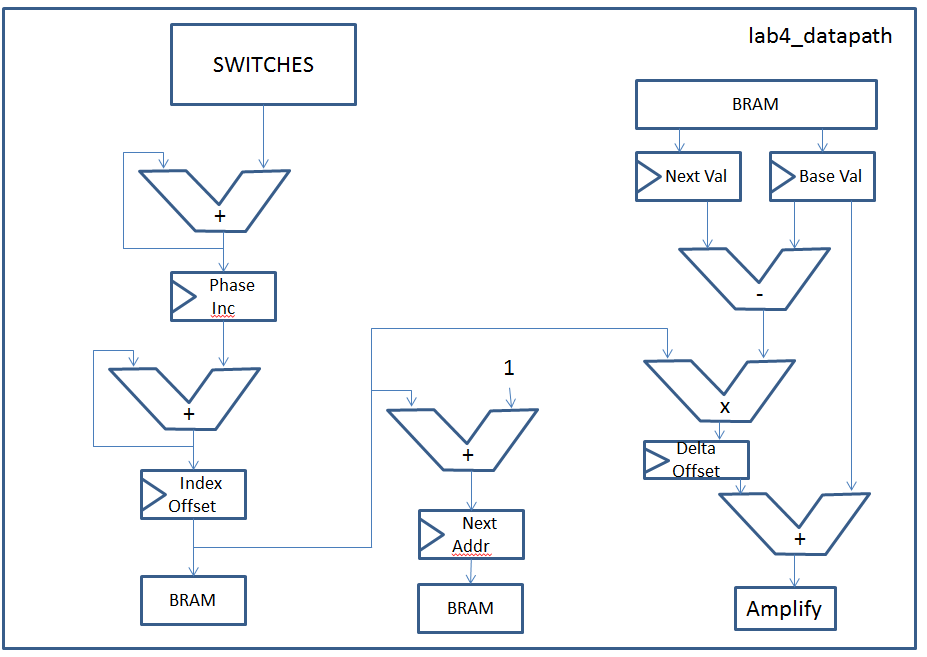 lab4_datapath
SWITCHES
+
Phase
Inc
+
Index
Offset
BRAM
1
+
Next
Addr
BRAM
BRAM
Next Val
Base Val
-
x
Delta
Offset
+
Amplify